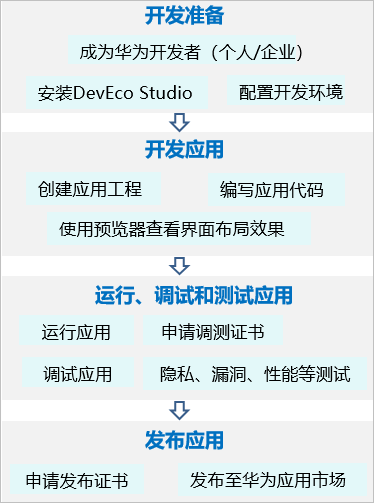 开发准备
成为华为开发者（个人/企业）
安装DevEco Studio 配置开发环境
开发应用
创建应用工程 编写应用代码
使用预览器查看界面布局效果
运行、调试和测试应用
运行应用 申请调测证书
调试应用 隐私、漏洞、性能等测试
发布应用
申请发布证书 发布至华为应用市场